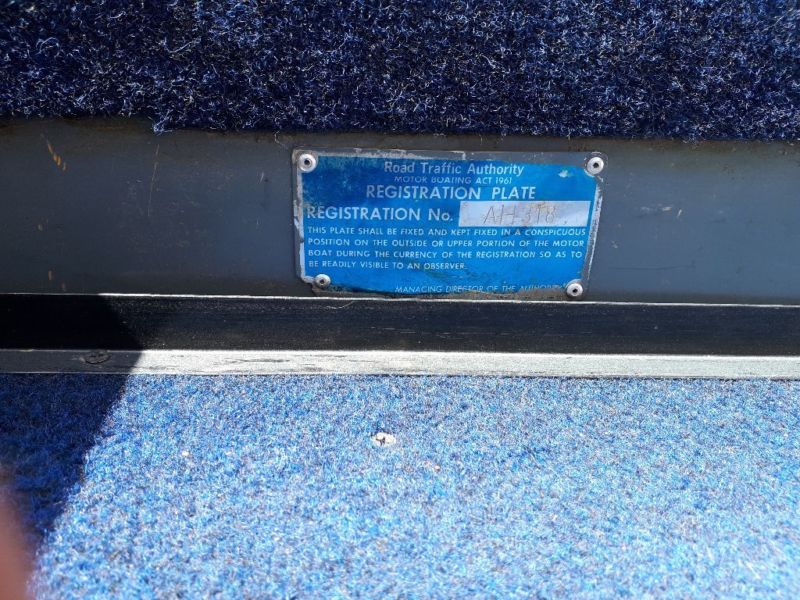 Road Traffic Authority
MOTOR BOATING ACT 1961
REGISTRATION PLATE
REGISTRATION No. AH318
THIS PLATE SHALL BE FIXED AND KEPT FIXED IN A CONSPICUOUS
POSITION ON THE OUTSIDE OR UPPER PORTION OF THE MOTOR
BOAT DURING THE CURRENCY OF THE REGISTRATION SO AS TO
BE READILY VISIBLE TO AN OBSERVER.
MANAGING DIRECTOR OF THE AUTHORITY